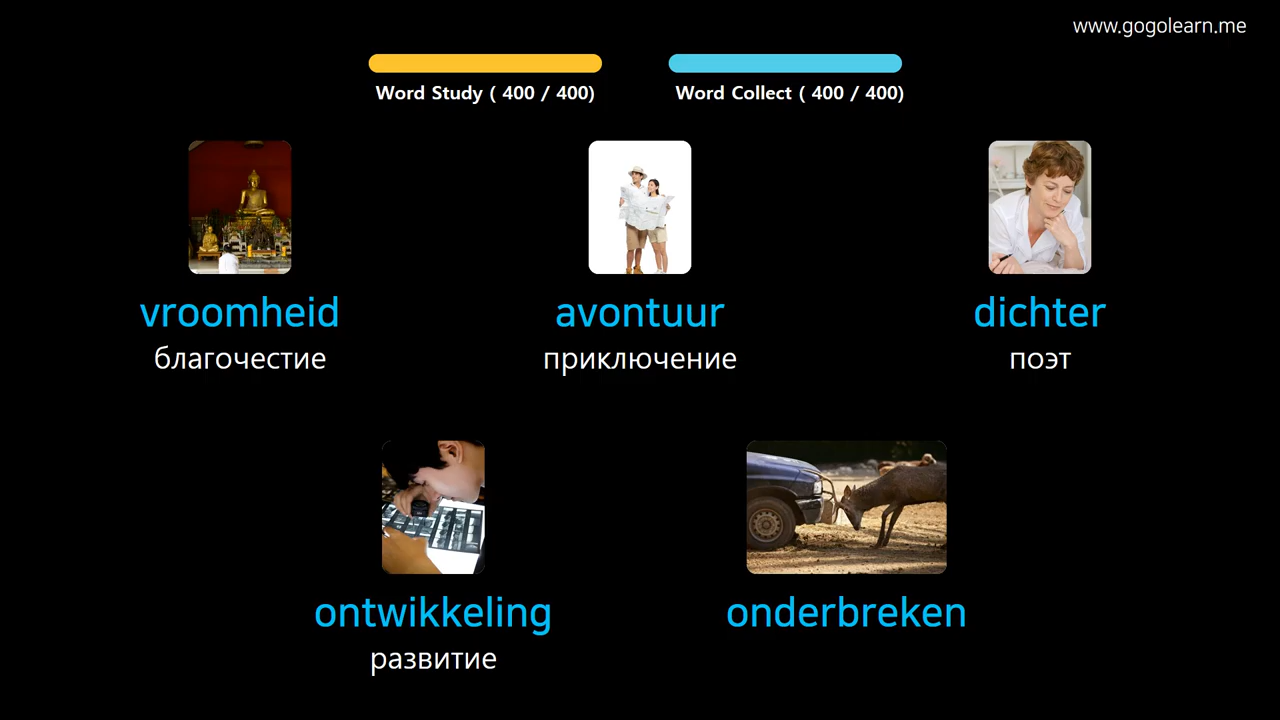 www.gogolearn.me
Word Study ( 400 / 400)
Word Collect ( 400 / 400)
vroomheid
благочестие
avontuur
приключение
dichter
поэт
ontwikkeling
развитие
onderbreken